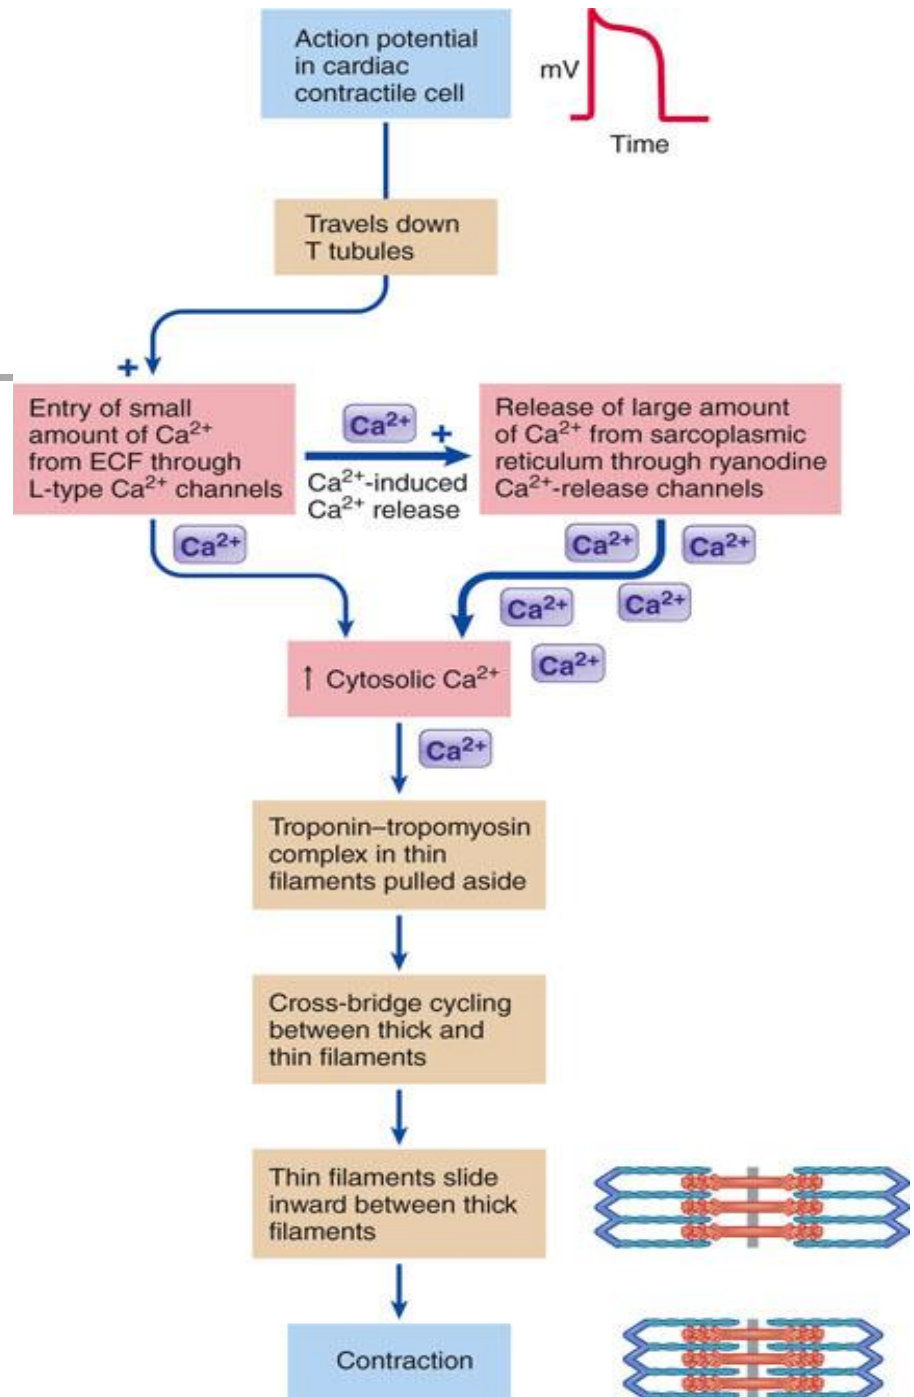 Action potential
in cardiac
contractile cell
mV
Time
Travels down
T tubules
+
Entry of small
amount of Ca²⁺
from ECF through
L-type Ca²⁺ channels
Ca²⁺
+
Ca²⁺-induced
Ca²⁺ release
Release of large amount
of Ca²⁺ from sarcoplasmic
reticulum through ryanodine
Ca²⁺-release channels
Ca²⁺
Ca²⁺
Ca²⁺
Ca²⁺
Ca²⁺
Ca²⁺
↑ Cytosolic Ca²⁺
Ca²⁺
Troponin–tropomyosin
complex in thin
filaments pulled aside
Cross-bridge cycling
between thick and
thin filaments
Thin filaments slide
inward between thick
filaments
Contraction